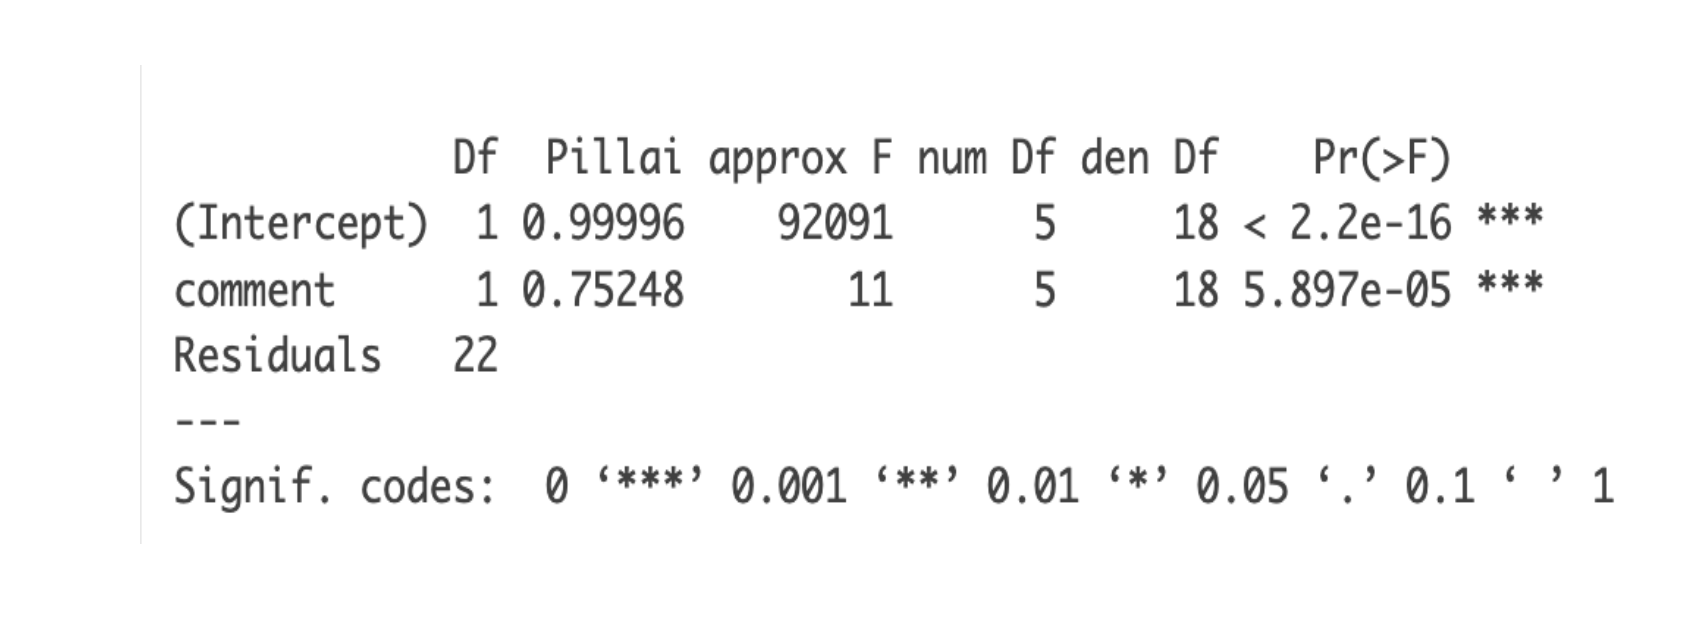 Df Pillai approx F num Df den Df Pr(>F)
(Intercept) 1 0.99996 92091 5 18 < 2.2e-16 ***
comment 1 0.75248 11 5 18 5.897e-05 ***
Residuals 22
---
Signif. codes: 0 ‘***’ 0.001 ‘**’ 0.01 ‘*’ 0.05 ‘.’ 0.1 ‘ ’ 1